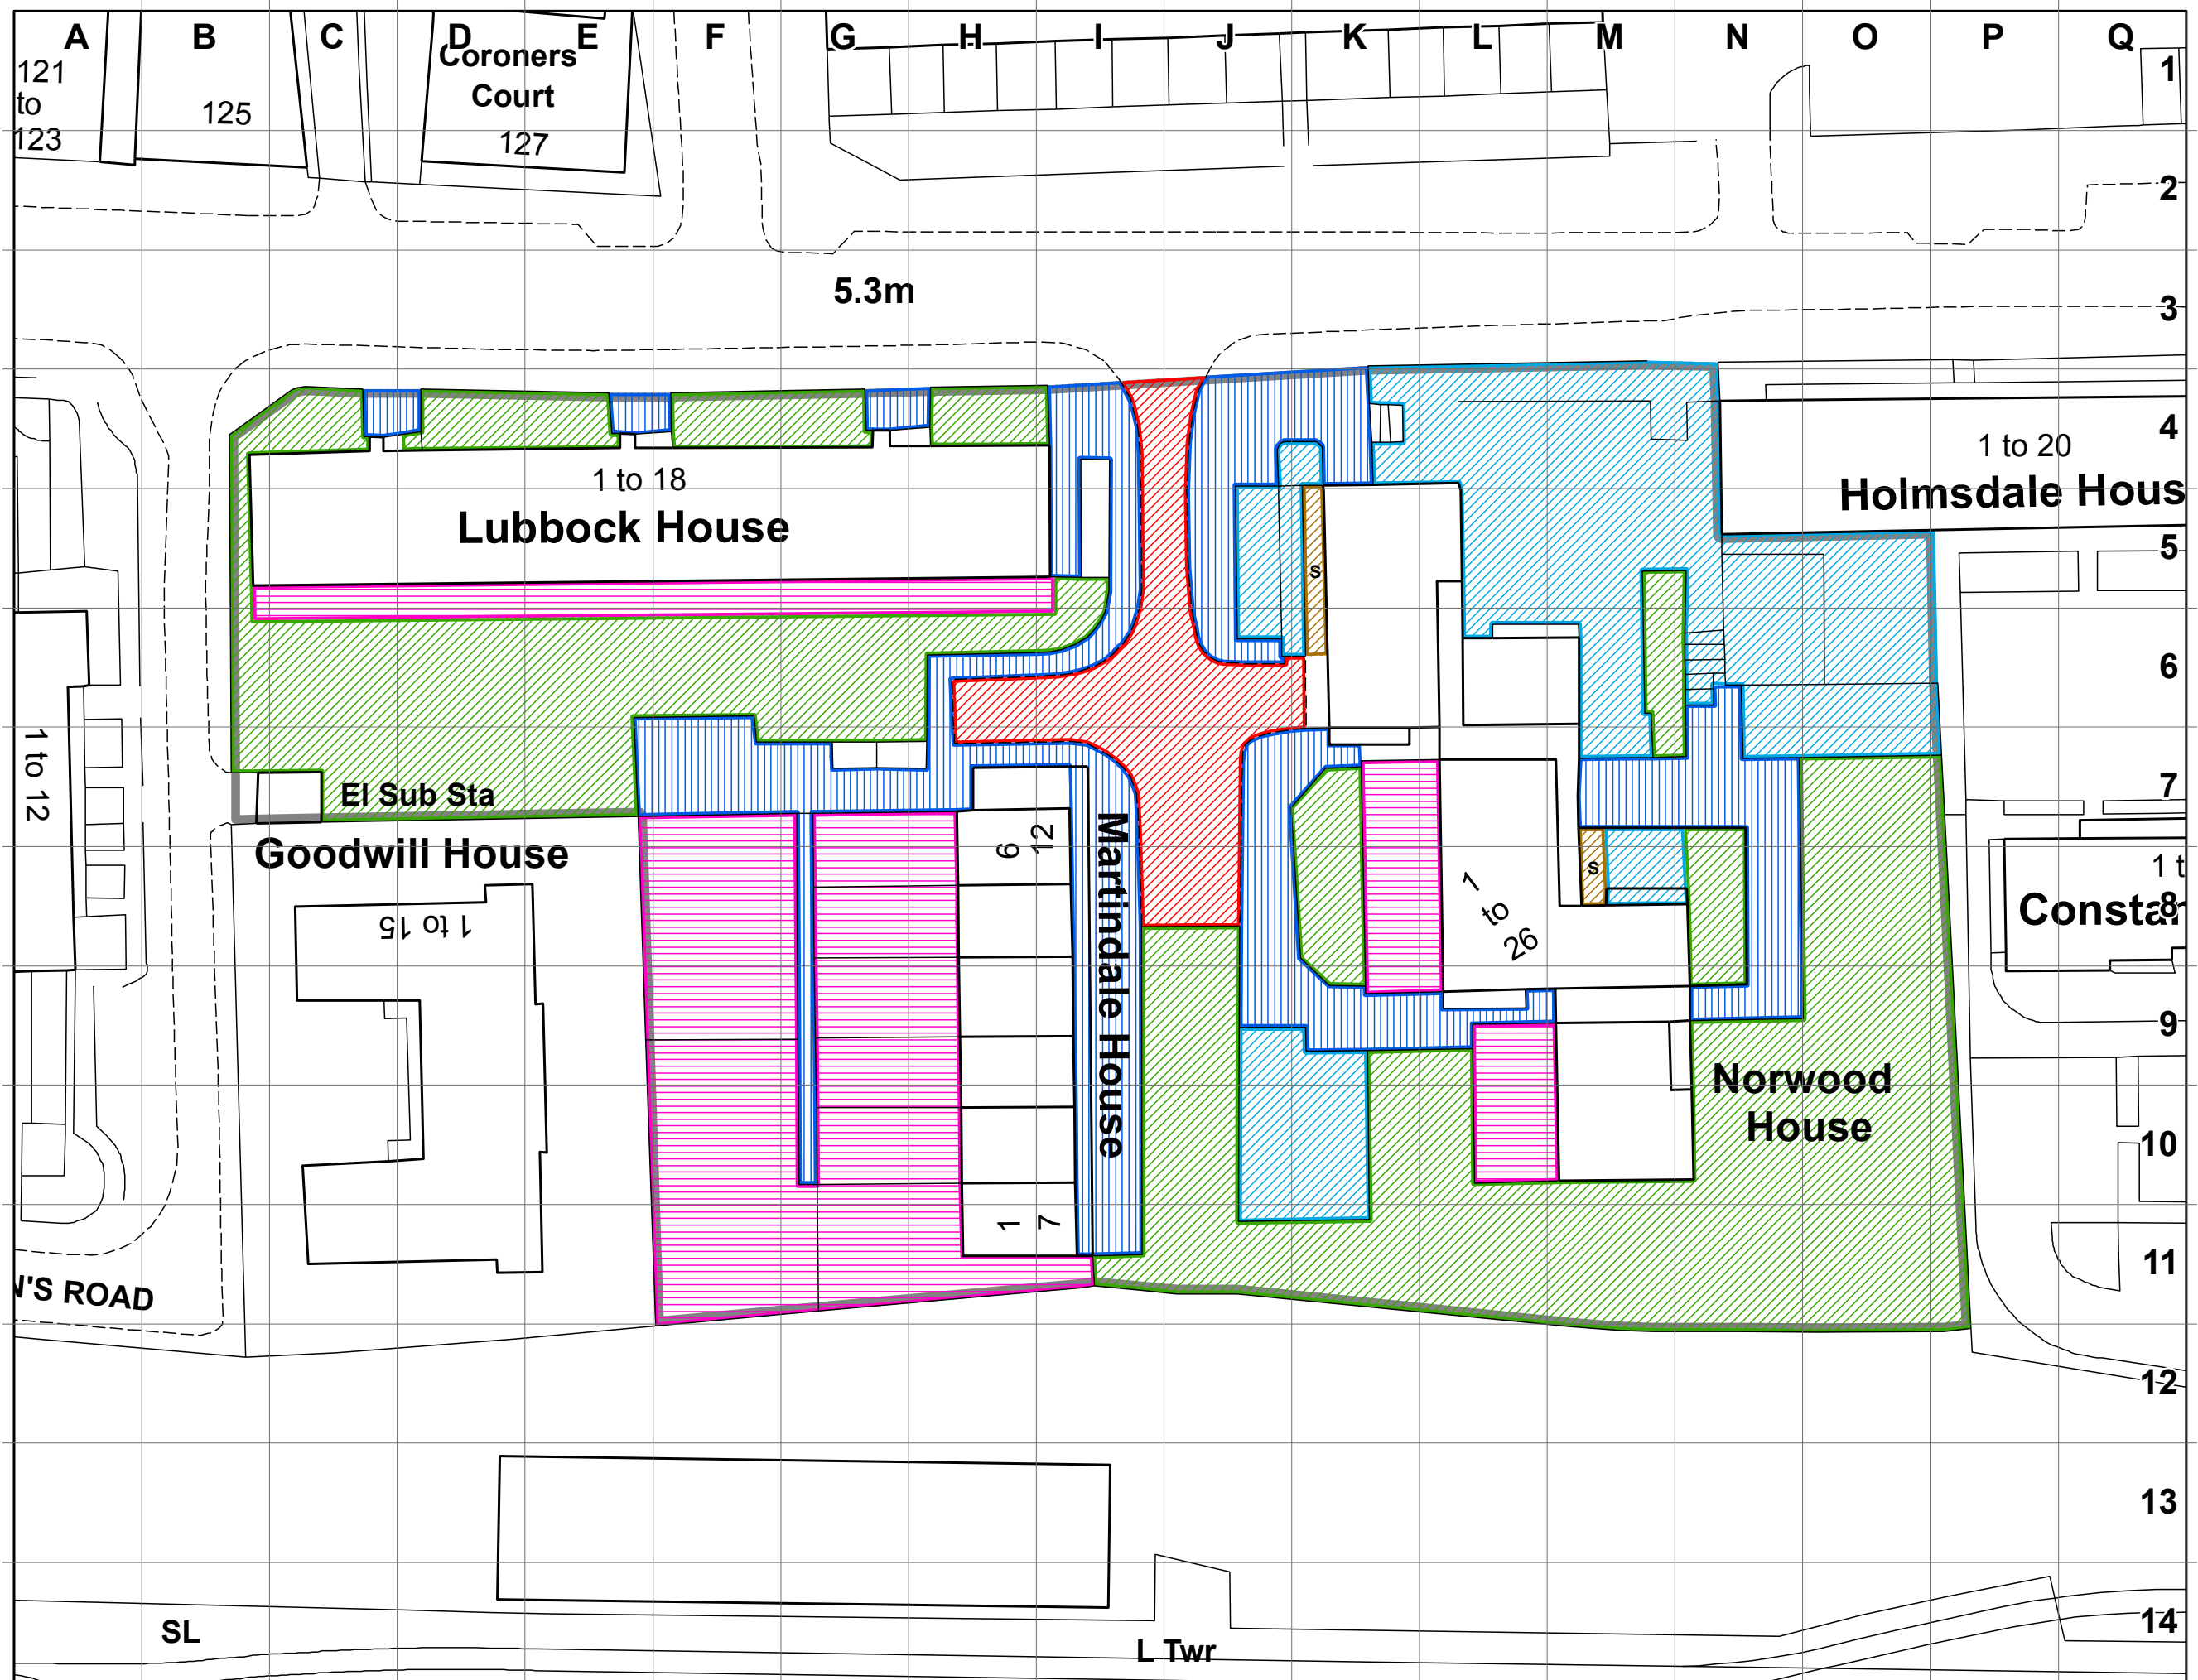 A B C D E F G H I J K L M N O P Q
1
2
3
4
5
6
7
8
9
10
11
12
13
14
121
to
123
125
Coroners
Court
127
5.3m
1 to 18
Lubbock House
1 to 20
Holmsdale Hous
s
1 to 12
El Sub Sta
Goodwill House
1 to 15
6
12
Martindale House
1
7
1
to
26
s
1 t
Constan
Norwood
House
N'S ROAD
SL
L Twr